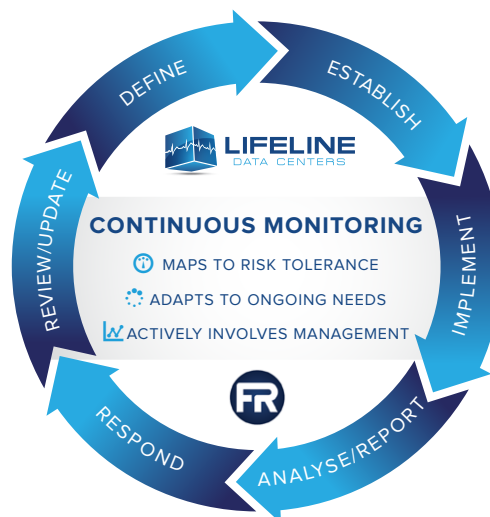 DEFINE
ESTABLISH
IMPLEMENT
ANALYSE/REPORT
RESPOND
REVIEW/UPDATE
LIFELINE
DATA CENTERS
CONTINUOUS MONITORING
MAPS TO RISK TOLERANCE
ADAPTS TO ONGOING NEEDS
ACTIVELY INVOLVES MANAGEMENT
FR